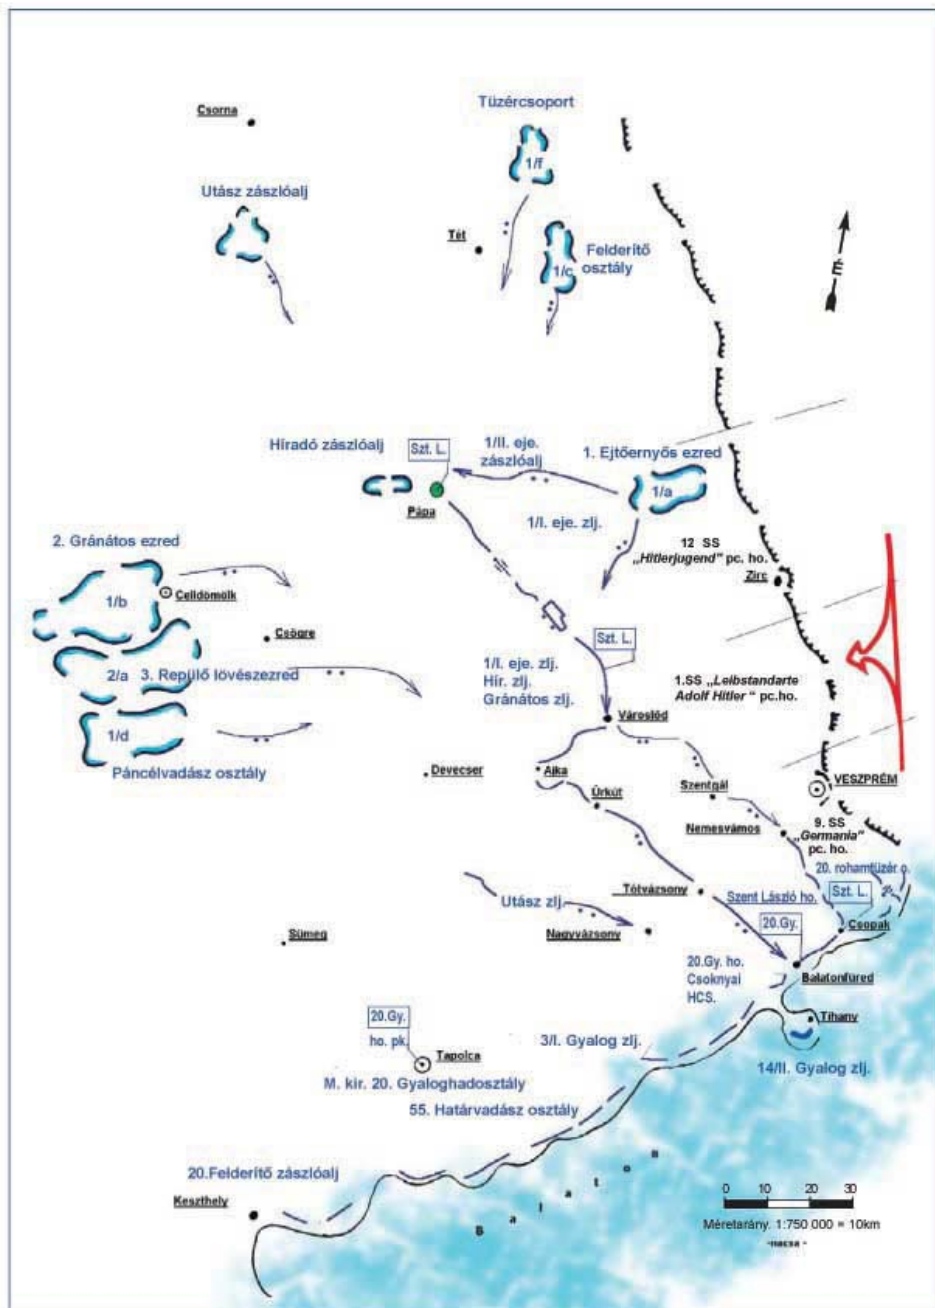 Tüzércsoport
Csorna
1/f
Utász zászlóalj
Tét
Felderítő
osztály
1/c
É
Híradó zászlóalj
Szt. L.
1/II. eje.
zászlóalj
1. Ejtőernyős ezred
1/a
Pápa
1/I. eje. zlj.
12 SS
„Hitlerjugend” pc. ho.
Zirc
2. Gránátos ezred
1/b
Celldömölk
Csögre
2/a
3. Repülő lövészezred
1/d
Páncélvadász osztály
Szt. L.
1/I. eje. zlj.
Hír. zlj.
Gránátos zlj.
1.SS „Leibstandarte
Adolf Hitler “ pc.ho.
Városlőd
Devecser
Ajka
Úrkút
Szentgál
VESZPRÉM
Nemesvámos
9. SS
„Germania”
pc. ho.
20. rohamtüzér o.
Tótvázsony
Szent László ho.
Szt. L.
Utász zlj.
Csopak
Sümeg
Nagyvázsony
20.Gy.
20.Gy. ho.
Csoknyai
HCS.
Balatonfüred
Tihany
20.Gy.
ho. pk.
3/I. Gyalog zlj.
Tapolca
14/II. Gyalog zlj.
M. kir. 20. Gyaloghadosztály
55. Határvadász osztály
20.Felderítő zászlóalj
Keszthely
Balaton
0 10 20 30
Méretarány. 1:750 000 = 10km
-nacsa -